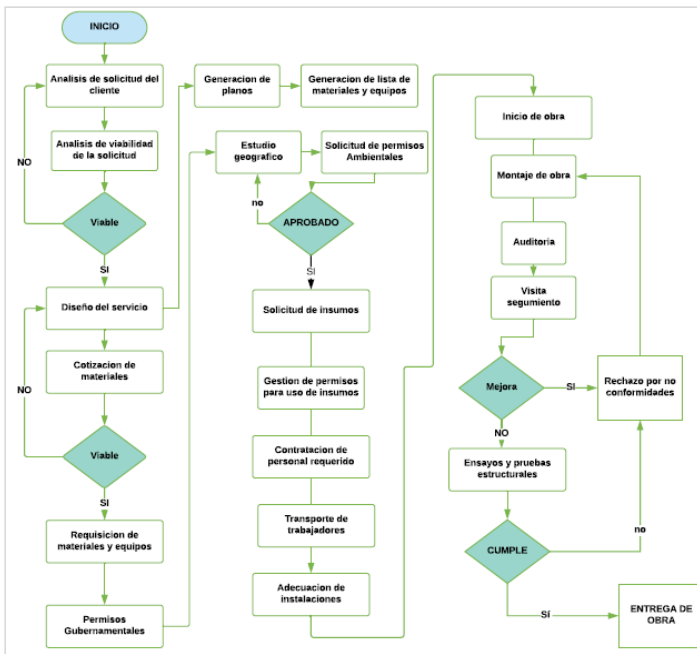 INICIO
Analisis de solicitud del
cliente
Analisis de viabilidad
de la solicitud
NO
Viable
SI
Diseño del servicio
Cotizacion de
materiales
NO
Viable
SI
Requisicion de
materiales y equipos
Permisos
Gubernamentales
Generacion de
planos
Generacion de lista de
materiales y equipos
Estudio
geografico
Solicitud de permisos
Ambientales
no
APROBADO
SI
Solicitud de insumos
Gestion de permisos
para uso de insumos
Contratacion de
personal requerido
Transporte de
trabajadores
Adecuacion de
instalaciones
Inicio de obra
Montaje de obra
Auditoria
Visita
segumiento
Mejora
SI
Rechazo por no
conformidades
NO
Ensayos y pruebas
estructurales
no
CUMPLE
Sí
ENTREGA DE
OBRA